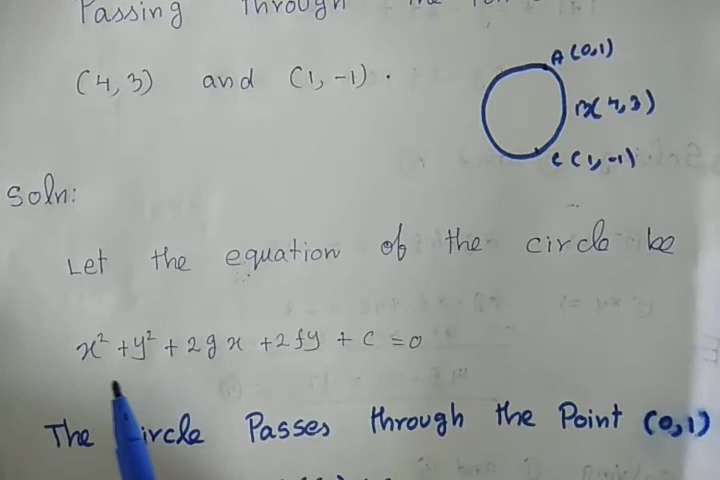 Passing through the
(4, 3) and (1, -1).
A (0,1)
B(4, 3)
C (1, -1)
Soln:
Let the equation of the circle be
x² + y² + 2gx + 2fy + c = 0
The Circle Passes through the Point (0,1)